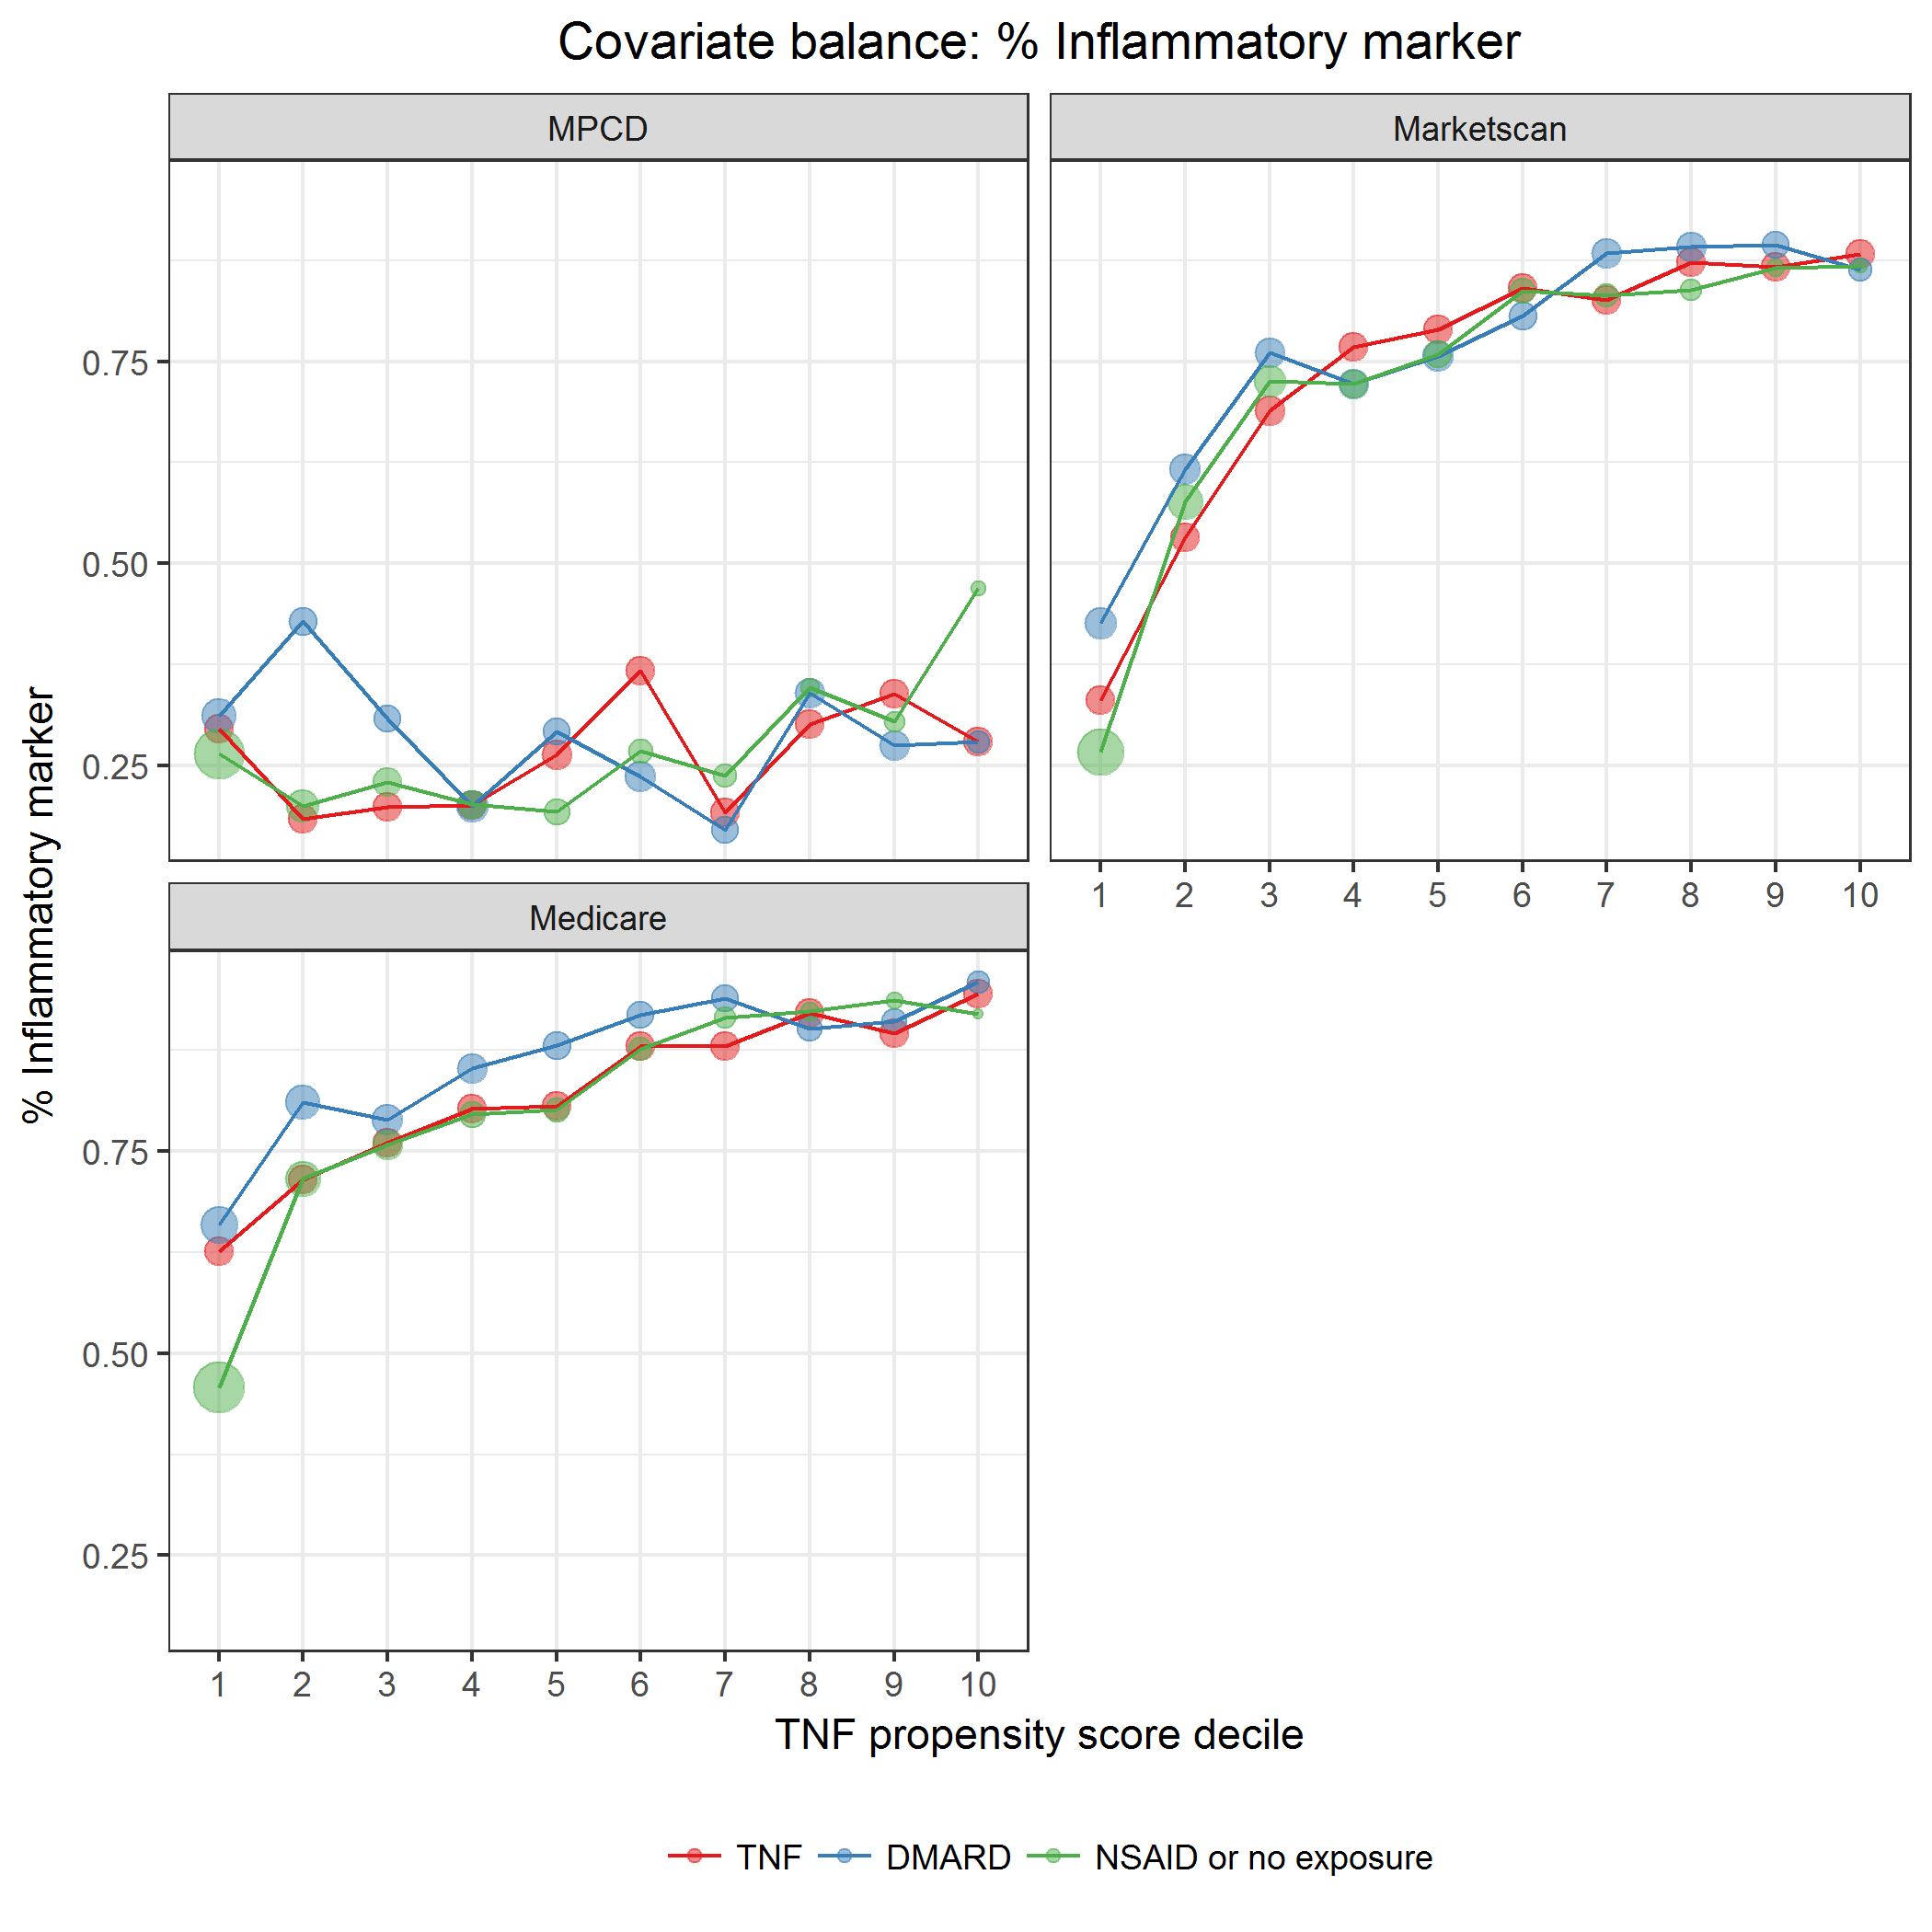 Covariate balance: % Inflammatory marker
MPCD
Marketscan
0.75
0.50
0.25
1 2 3 4 5 6 7 8 9 10
% Inflammatory marker
Medicare
0.75
0.50
0.25
1 2 3 4 5 6 7 8 9 10
TNF propensity score decile
TNF DMARD NSAID or no exposure